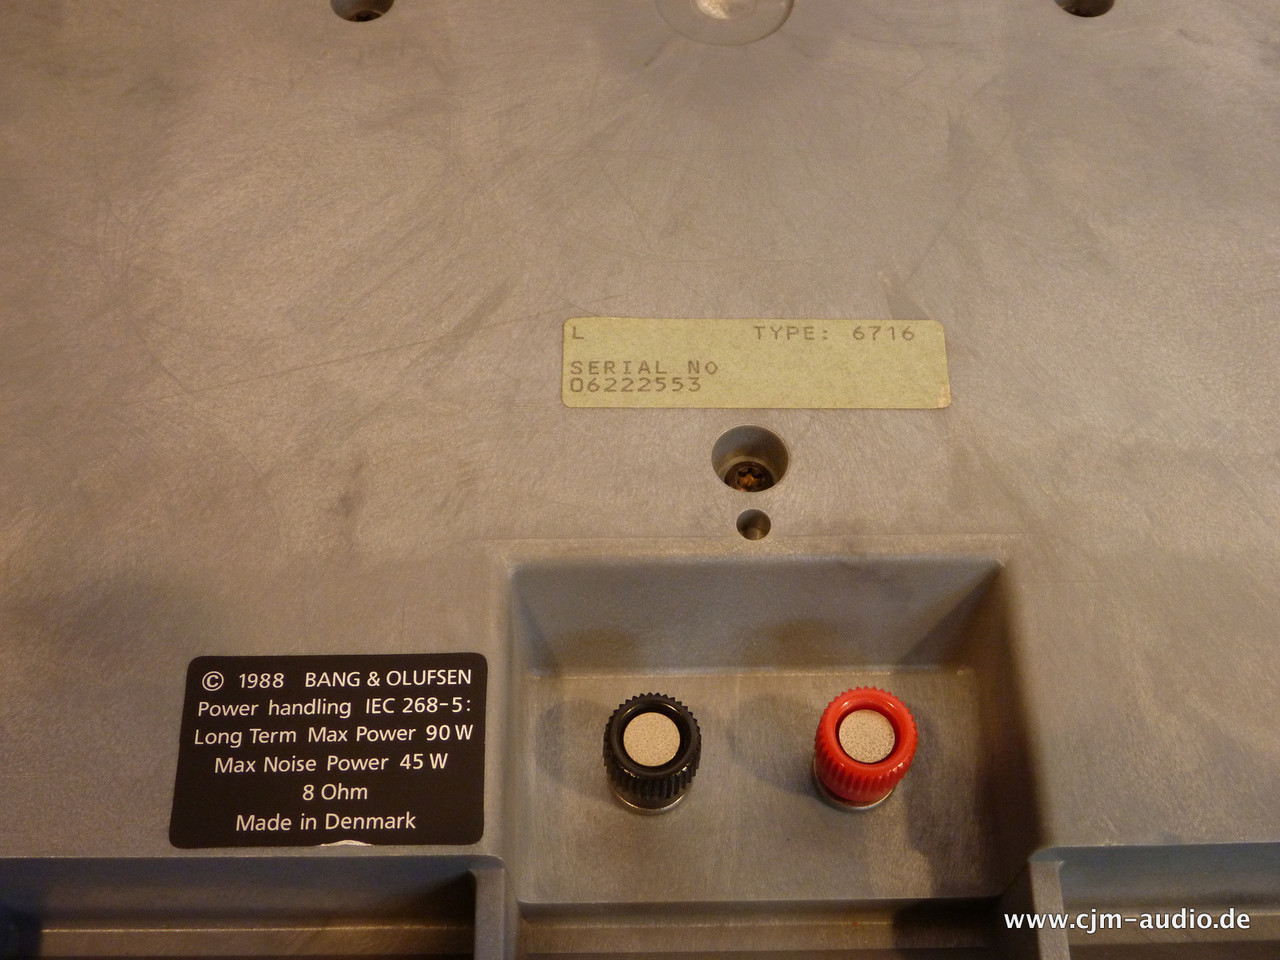 L TYPE: 6716
SERIAL NO
06222553
© 1988 BANG & OLUFSEN
Power handling IEC 268-5:
Long Term Max Power 90 W
Max Noise Power 45 W
8 Ohm
Made in Denmark
www.cjm-audio.de